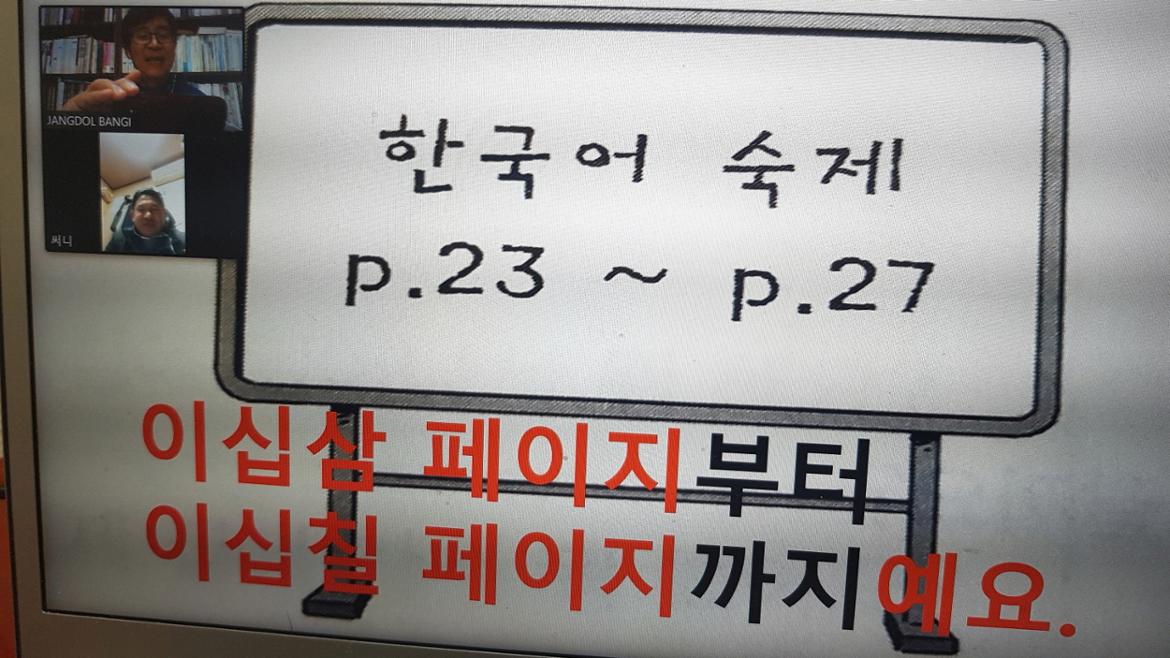 JANGDOL BANGI
써니
한국어 숙제
p.23 ~ p.27
이십삼 페이지부터
이십칠 페이지까지예요.